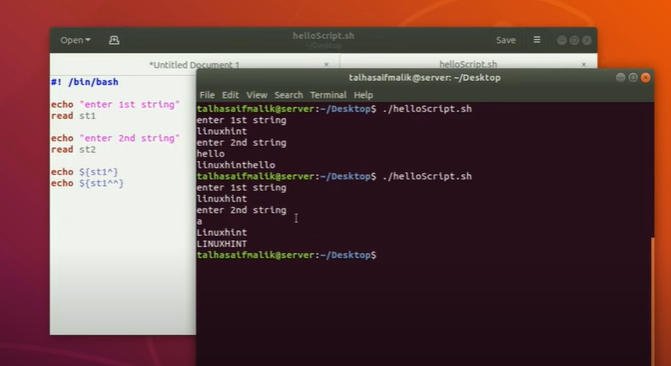 Open
helloScript.sh
~/Desktop
Save
*Untitled Document 1
helloScript.sh
#! /bin/bash
echo "enter 1st string"
read st1
echo "enter 2nd string"
read st2
echo ${st1^}
echo ${st1^^}
talhasaifmalik@server: ~/Desktop
File Edit View Search Terminal Help
talhasaifmalik@server:~/Desktop$ ./helloScript.sh
enter 1st string
linuxhint
enter 2nd string
hello
linuxhinthello
talhasaifmalik@server:~/Desktop$ ./helloScript.sh
enter 1st string
linuxhint
enter 2nd string
a
Linuxhint
LINUXHINT
talhasaifmalik@server:~/Desktop$